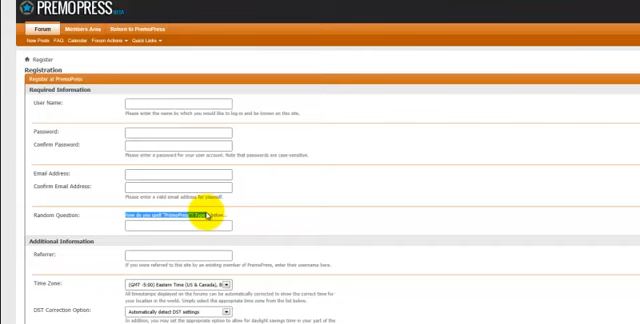 PREMOPRESS BETA
Forum Members Area Return to PremoPress
New Posts FAQ Calendar Forum Actions Quick Links
Register
Registration
Register at PremoPress
Required Information
User Name:
Please enter the name by which you would like to log-in and be known on this site.
Password:
Confirm Password:
Please enter a password for your user account. Note that passwords are case-sensitive.
Email Address:
Confirm Email Address:
Please enter a valid email address for yourself.
Random Question:
How do you spell "PremoPress below...
Additional Information
Referrer:
If you were referred to this site by an existing member of PremoPress, enter their username here.
Time Zone:
(GMT -5:00) Eastern Time (US & Canada), B
All timestamps displayed on the forums can be automatically corrected to show the correct time for
your location in the world. Simply select the appropriate time zone from the list below.
DST Correction Option:
Automatically detect DST settings
In addition, you may set the appropriate option to allow for daylight savings time in your part of the